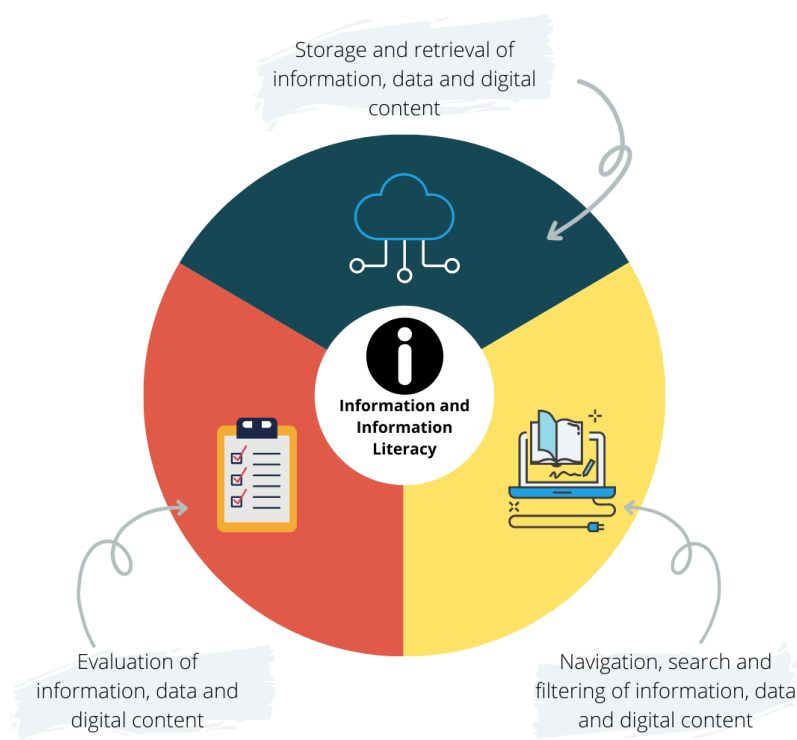 Storage and retrieval of
information, data and digital
content
Information and
Information
Literacy
Evaluation of
information, data and
digital content
Navigation, search and
filtering of information, data
and digital content